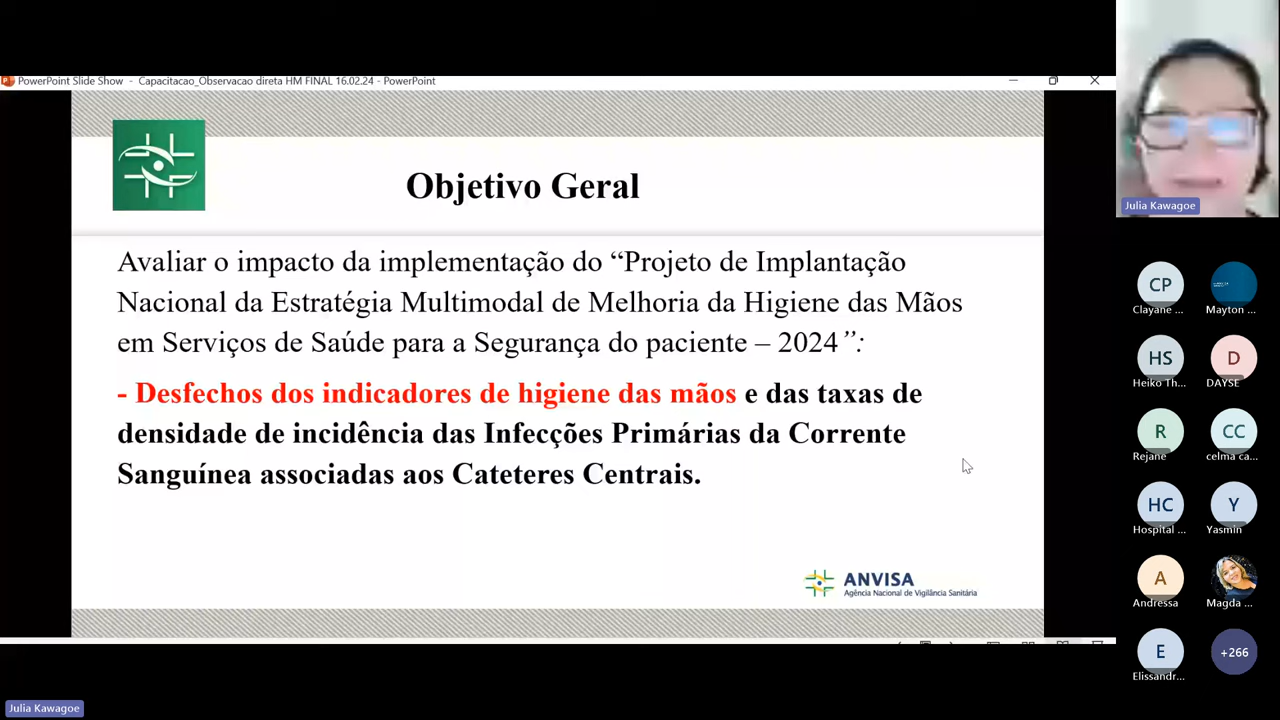 PowerPoint Slide Show - Capacitacao_Observacao direta HM FINAL 16.02.24 - PowerPoint
Objetivo Geral
Avaliar o impacto da implementação do “Projeto de Implantação
Nacional da Estratégia Multimodal de Melhoria da Higiene das Mãos
em Serviços de Saúde para a Segurança do paciente – 2024”:
- Desfechos dos indicadores de higiene das mãos e das taxas de
densidade de incidência das Infecções Primárias da Corrente
Sanguínea associadas aos Cateteres Centrais.
ANVISA
Agência Nacional de Vigilância Sanitária
Julia Kawagoe
CP
Clayane ...
Mayton ...
HS
Heiko Th...
D
DAYSE
R
Rejane
CC
celma ca...
HC
Hospital ...
Y
Yasmin
A
Andressa
Magda ...
E
Elissandr...
+266
Julia Kawagoe